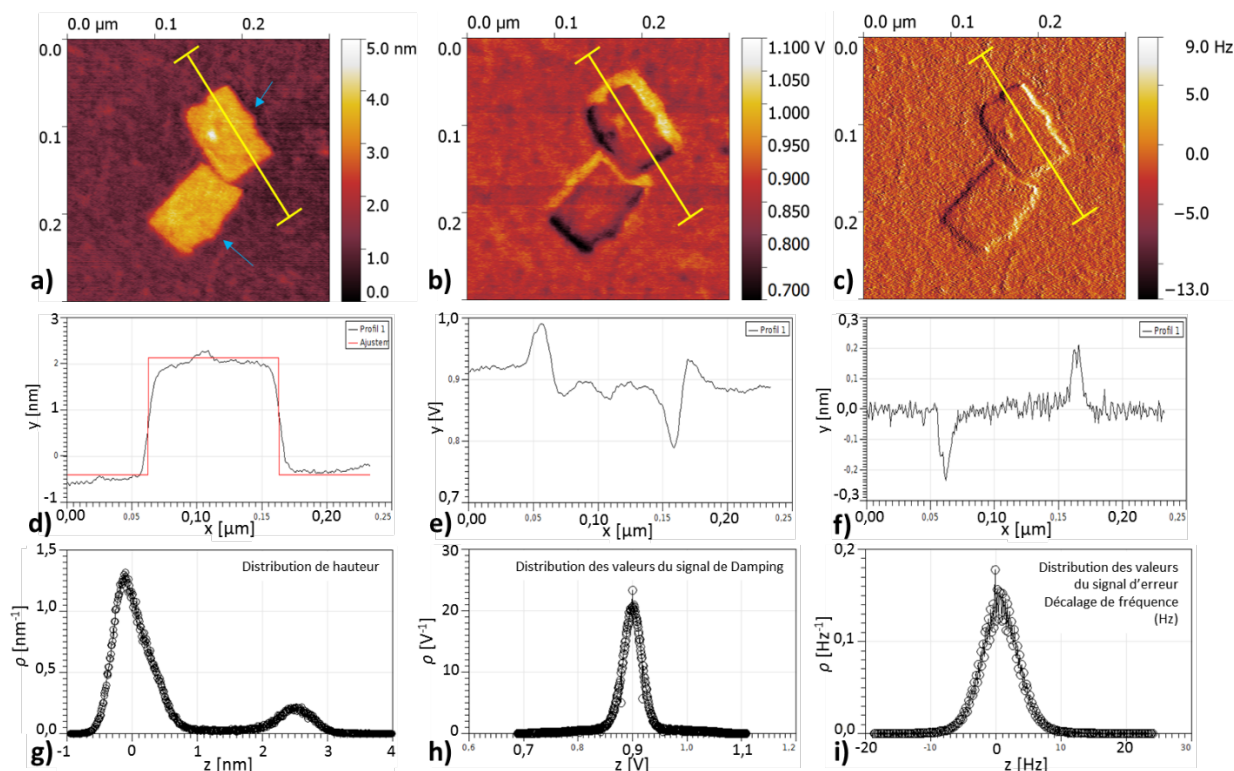 0.0 µm 0.1 0.2
0.0
0.1
0.2
5.0 nm
4.0
3.0
2.0
1.0
0.0
a)
0.0 µm 0.1 0.2
0.0
0.1
0.2
1.100 V
1.050
1.000
0.950
0.900
0.850
0.800
0.700
b)
0.0 µm 0.1 0.2
0.0
0.1
0.2
9.0 Hz
5.0
0.0
−5.0
−13.0
c)
3
2
1
0
-1
y [nm]
Profil 1
Ajustem
0,00 0,05 0,10 0,15 0,20 0.25
x [µm]
d)
1,0
0.9
0.8
0,7
y [V]
Profil 1
0,00 0.05 0,10 0.15 0,20 0.25
x [µm]
e)
0,3
0,2
0,1
0,0
-0,1
-0,2
-0,3
y [nm]
Profil 1
0,00 0,05 0,10 0,15 0,20 0.25
x [µm]
f)
1,5
1,0
0,5
0,0
ρ [nm-1]
Distribution de hauteur
-1 0 1 2 3 4
z [nm]
g)
30
20
10
0
ρ [V-1]
Distribution des valeurs du signal de Damping
0.6 0.7 0.8 0.9 1.0 1.1 1.2
z [V]
h)
0,2
0,1
0,0
ρ [Hz-1]
Distribution des valeurs
du signal d'erreur
Décalage de fréquence
(Hz)
-20 -10 0 10 20 30
z [Hz]
i)